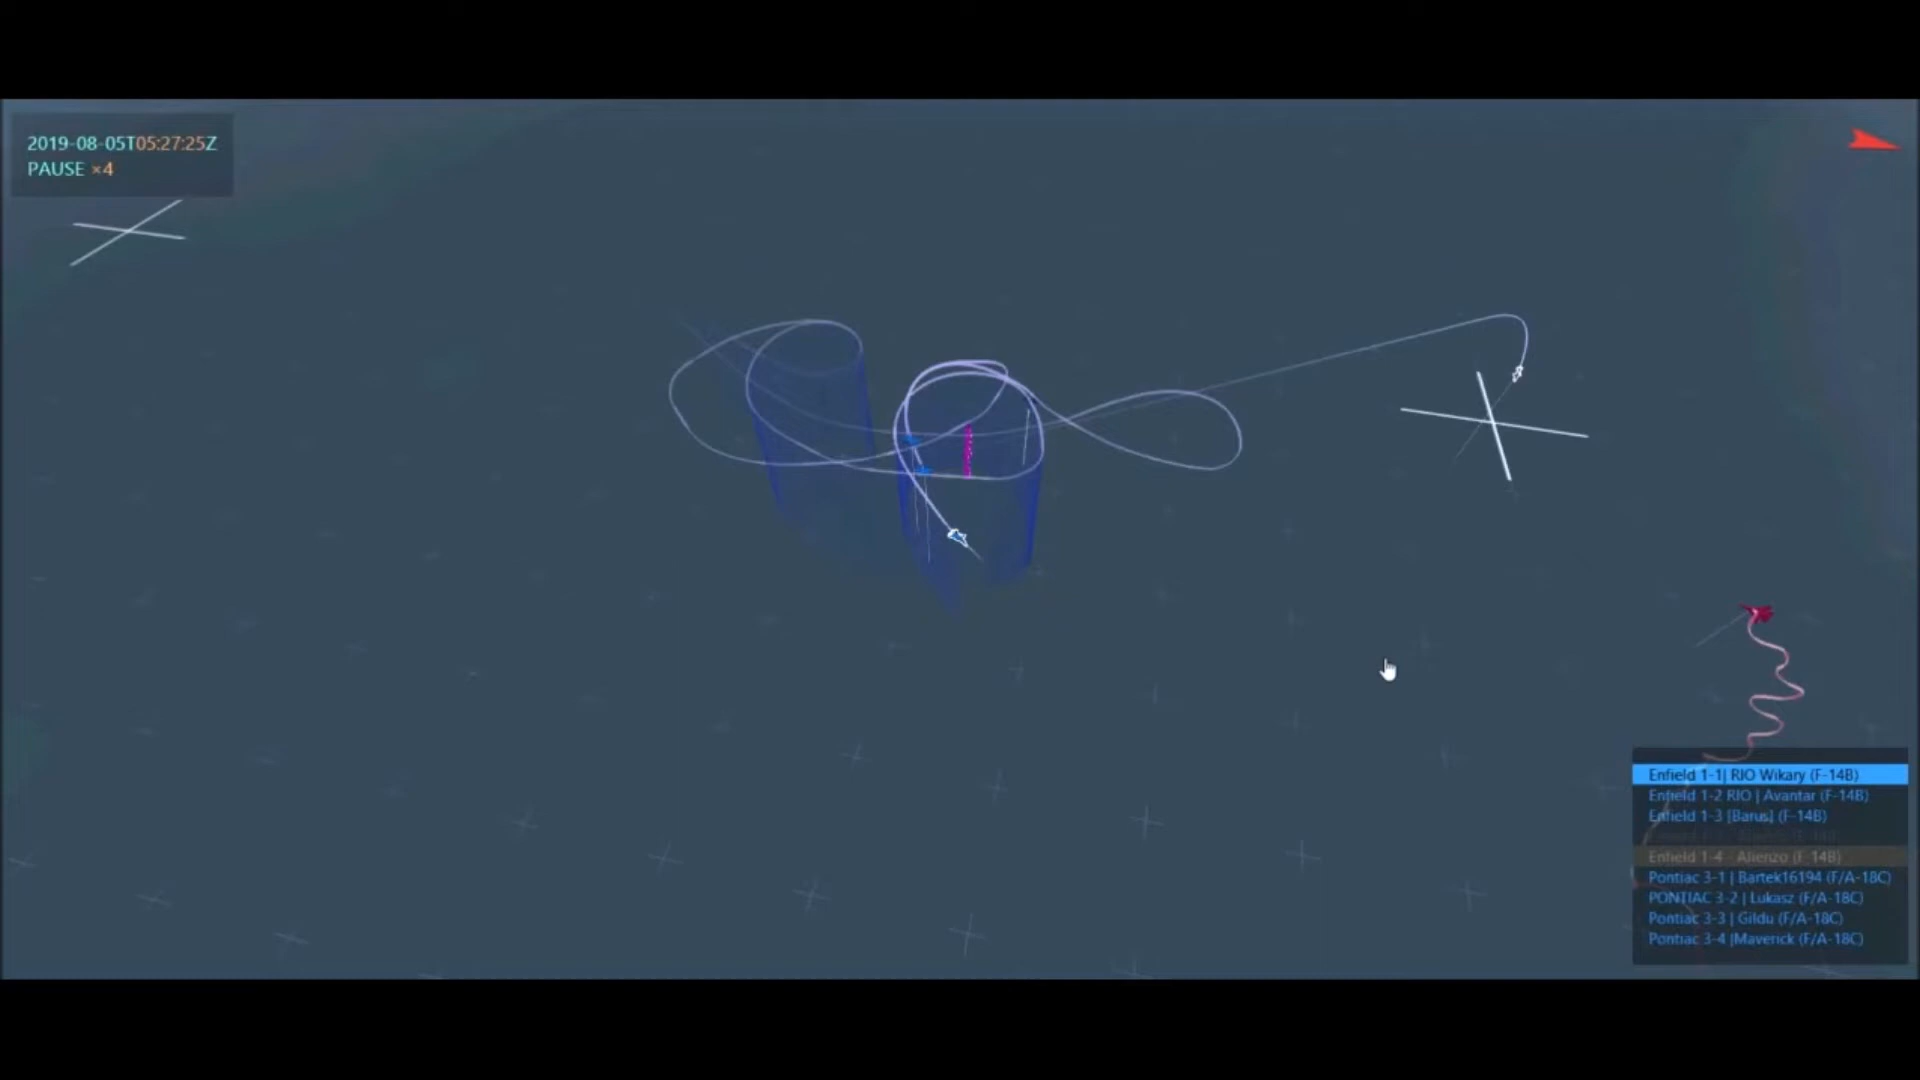 2019-08-05T05:27:25Z
PAUSE ×4
Enfield 1-1| RIO Wikary (F-14B)
Enfield 1-2 RIO | Avantar (F-14B)
Enfield 1-3 [Barus] (F-14B)
Enfield 1-4 - Alienzo (F-14B)
Pontiac 3-1 | Bartek16194 (F/A-18C)
PONTIAC 3-2 | Lukasz (F/A-18C)
Pontiac 3-3 | Gildu (F/A-18C)
Pontiac 3-4 |Maverick (F/A-18C)